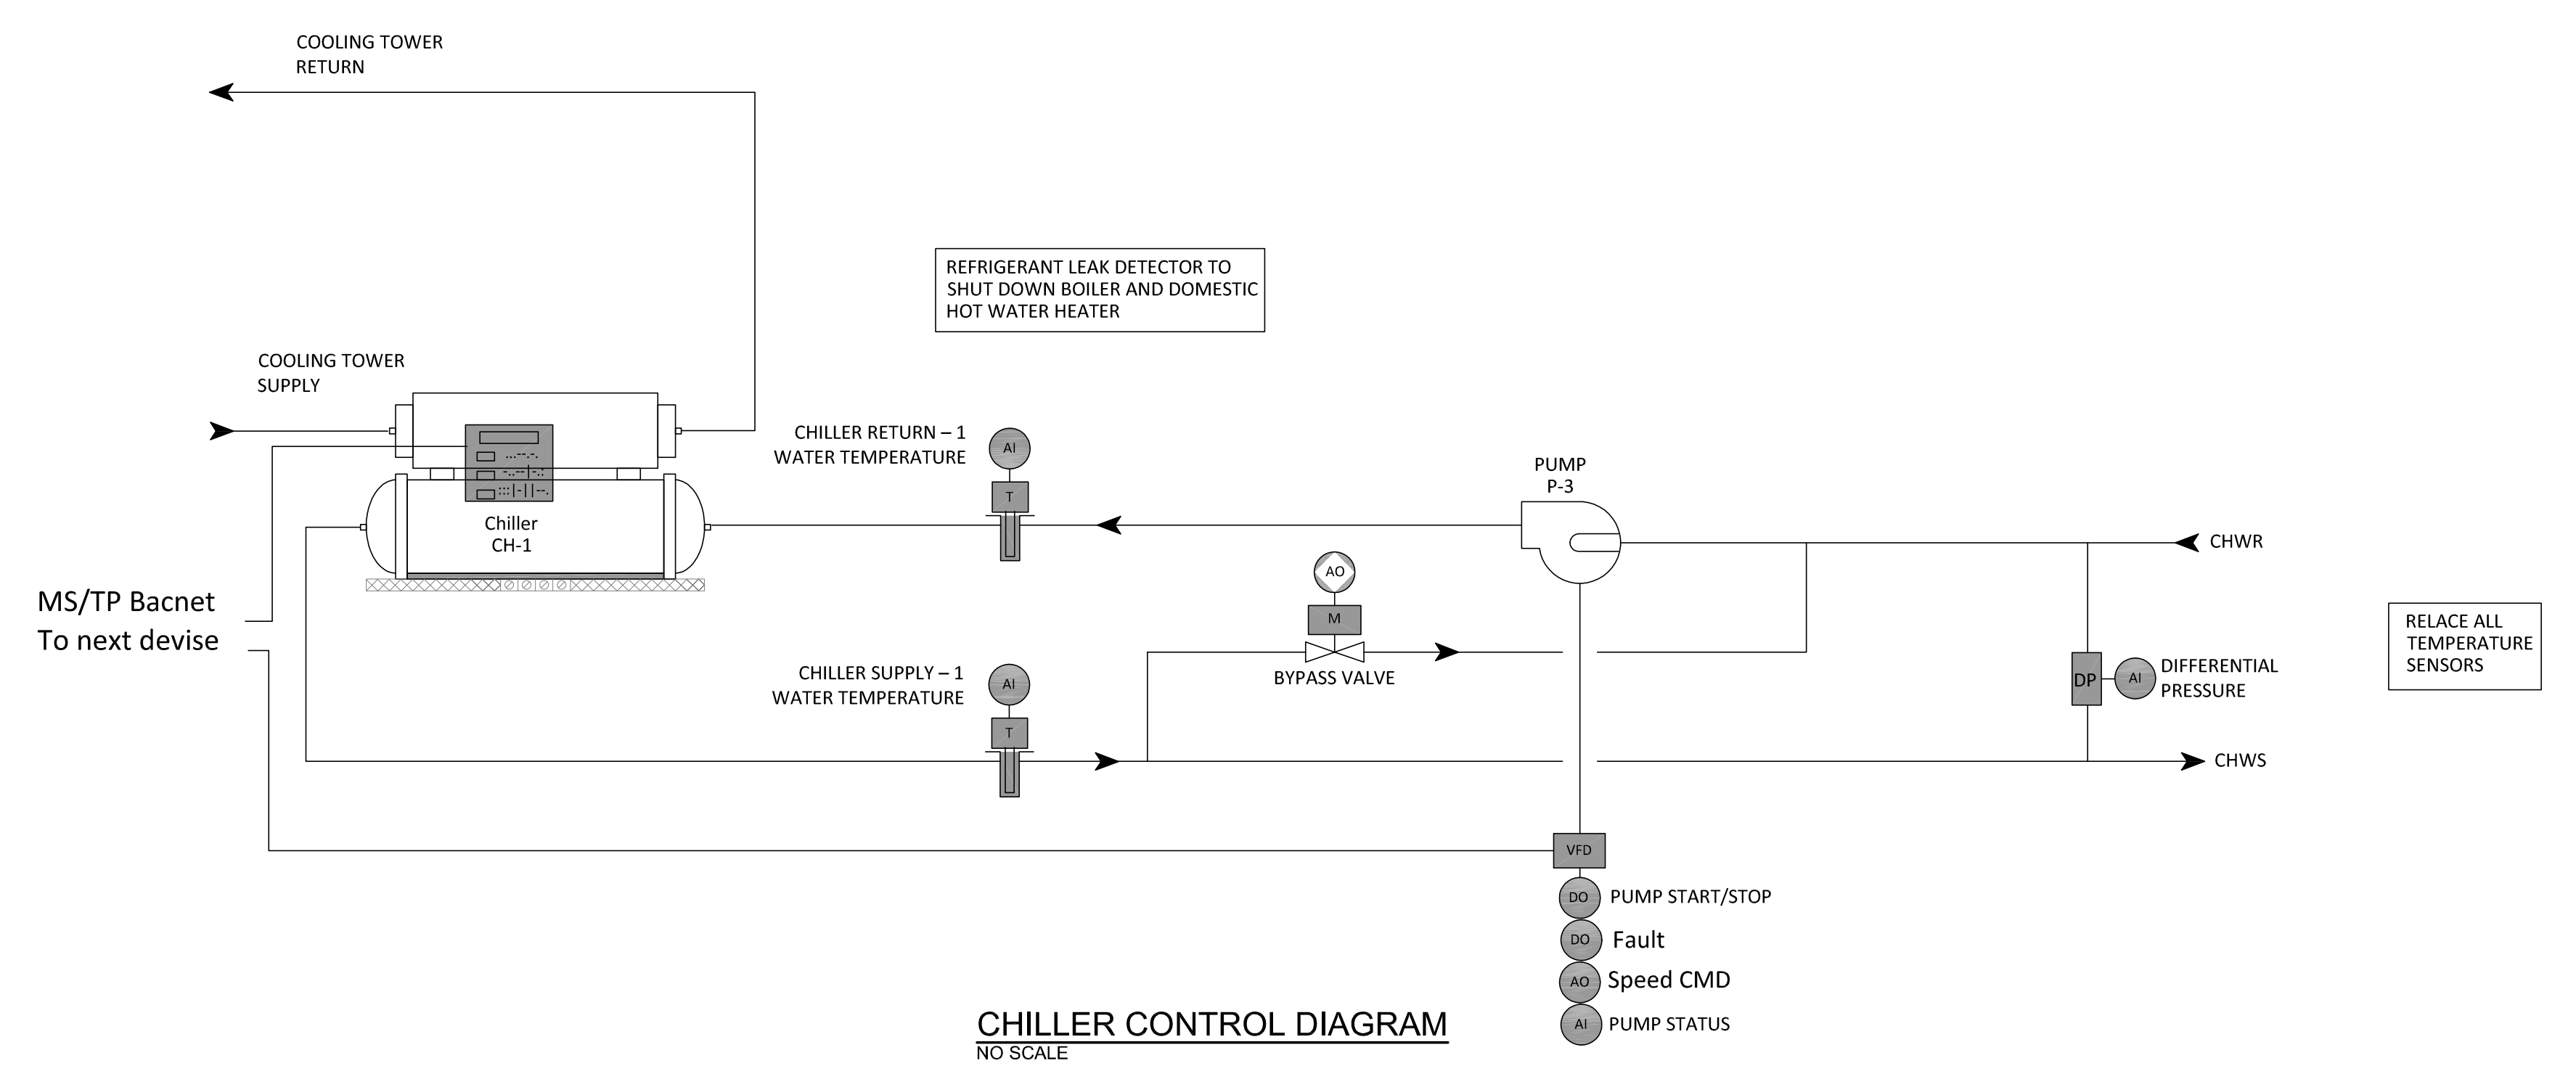 COOLING TOWER
RETURN
REFRIGERANT LEAK DETECTOR TO
SHUT DOWN BOILER AND DOMESTIC
HOT WATER HEATER
COOLING TOWER
SUPPLY
CHILLER RETURN – 1
WATER TEMPERATURE
AI
T
PUMP
P-3
Chiller
CH-1
CHWR
AO
M
BYPASS VALVE
MS/TP Bacnet
To next devise
RELACE ALL
TEMPERATURE
SENSORS
CHILLER SUPPLY – 1
WATER TEMPERATURE
AI
T
DP
AI
DIFFERENTIAL
PRESSURE
CHWS
VFD
DO PUMP START/STOP
DO Fault
AO Speed CMD
AI PUMP STATUS
CHILLER CONTROL DIAGRAM
NO SCALE